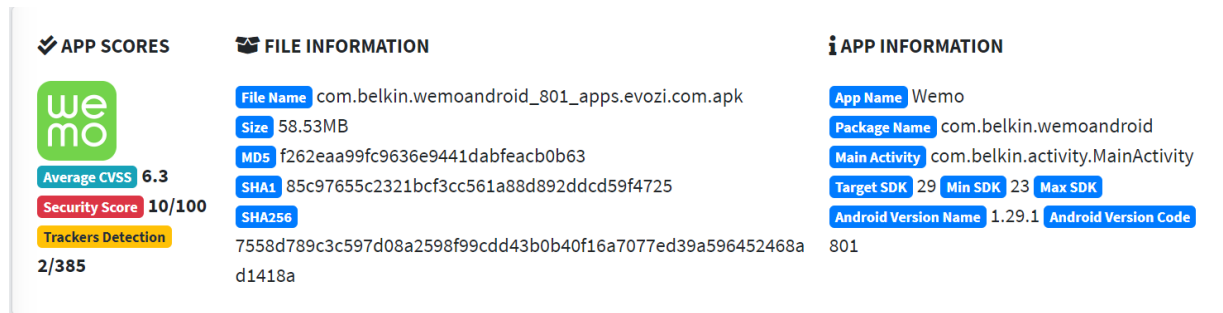 APP SCORES
we
mo
Average CVSS 6.3
Security Score 10/100
Trackers Detection
2/385
FILE INFORMATION
File Name com.belkin.wemoandroid_801_apps.evozi.com.apk
Size 58.53MB
MD5 f262eaa99fc9636e9441dabfeacb0b63
SHA1 85c97655c2321bcf3cc561a88d892ddcd59f4725
SHA256
7558d789c3c597d08a2598f99cdd43b0b40f16a7077ed39a596452468a
d1418a
APP INFORMATION
App Name Wemo
Package Name com.belkin.wemoandroid
Main Activity com.belkin.activity.MainActivity
Target SDK 29 Min SDK 23 Max SDK
Android Version Name 1.29.1 Android Version Code
801